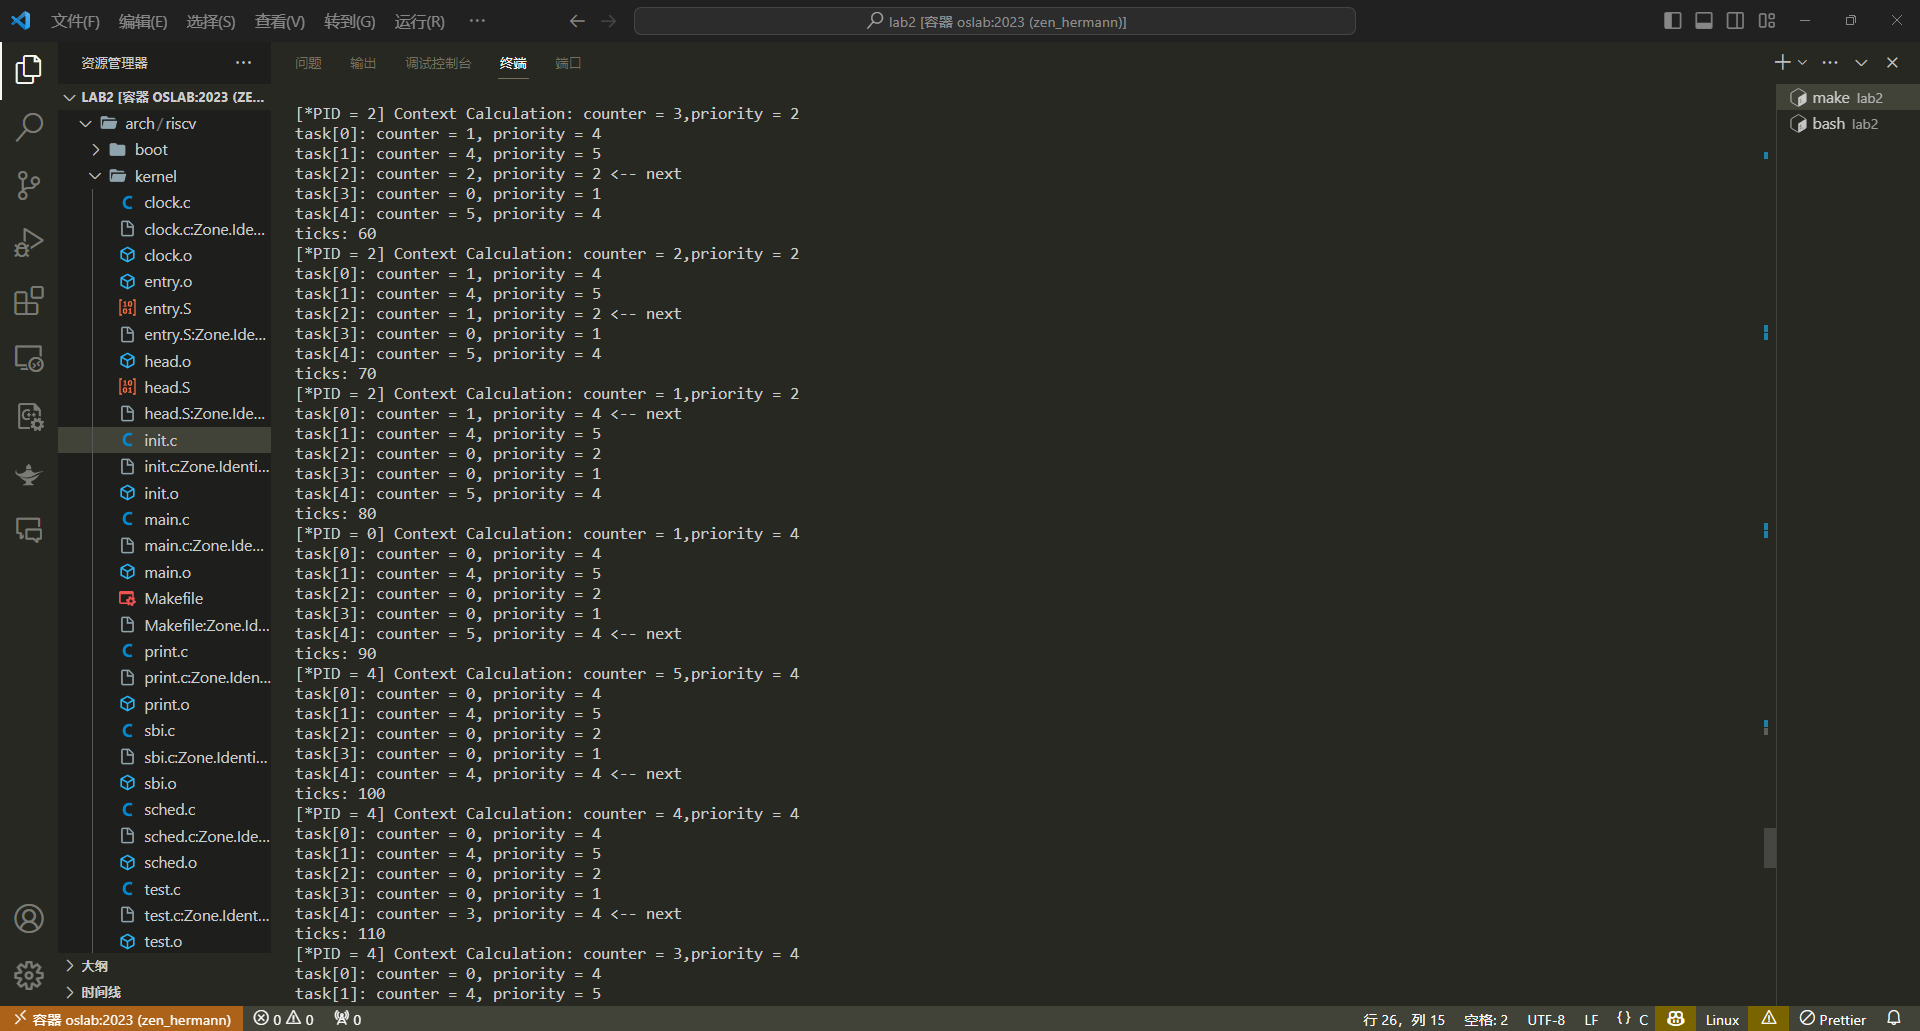 文件(F) 编辑(E) 选择(S) 查看(V) 转到(G) 运行(R) ··· lab2 [容器 oslab:2023 (zen_hermann)]
资源管理器 ···
LAB2 [容器 OSLAB:2023 (ZE...
arch/riscv
boot
kernel
clock.c
clock.c:Zone.Ide...
clock.o
entry.o
entry.S
entry.S:Zone.Ide...
head.o
head.S
head.S:Zone.Ide...
init.c
init.c:Zone.Identi...
init.o
main.c
main.c:Zone.Ide...
main.o
Makefile
Makefile:Zone.Id...
print.c
print.c:Zone.Iden...
print.o
sbi.c
sbi.c:Zone.Identi...
sbi.o
sched.c
sched.c:Zone.Ide...
sched.o
test.c
test.c:Zone.Ident...
test.o
大纲
时间线
问题 输出 调试控制台 终端 端口
[*PID = 2] Context Calculation: counter = 3,priority = 2
task[0]: counter = 1, priority = 4
task[1]: counter = 4, priority = 5
task[2]: counter = 2, priority = 2 <-- next
task[3]: counter = 0, priority = 1
task[4]: counter = 5, priority = 4
ticks: 60
[*PID = 2] Context Calculation: counter = 2,priority = 2
task[0]: counter = 1, priority = 4
task[1]: counter = 4, priority = 5
task[2]: counter = 1, priority = 2 <-- next
task[3]: counter = 0, priority = 1
task[4]: counter = 5, priority = 4
ticks: 70
[*PID = 2] Context Calculation: counter = 1,priority = 2
task[0]: counter = 1, priority = 4 <-- next
task[1]: counter = 4, priority = 5
task[2]: counter = 0, priority = 2
task[3]: counter = 0, priority = 1
task[4]: counter = 5, priority = 4
ticks: 80
[*PID = 0] Context Calculation: counter = 1,priority = 4
task[0]: counter = 0, priority = 4
task[1]: counter = 4, priority = 5
task[2]: counter = 0, priority = 2
task[3]: counter = 0, priority = 1
task[4]: counter = 5, priority = 4 <-- next
ticks: 90
[*PID = 4] Context Calculation: counter = 5,priority = 4
task[0]: counter = 0, priority = 4
task[1]: counter = 4, priority = 5
task[2]: counter = 0, priority = 2
task[3]: counter = 0, priority = 1
task[4]: counter = 4, priority = 4 <-- next
ticks: 100
[*PID = 4] Context Calculation: counter = 4,priority = 4
task[0]: counter = 0, priority = 4
task[1]: counter = 4, priority = 5
task[2]: counter = 0, priority = 2
task[3]: counter = 0, priority = 1
task[4]: counter = 3, priority = 4 <-- next
ticks: 110
[*PID = 4] Context Calculation: counter = 3,priority = 4
task[0]: counter = 0, priority = 4
task[1]: counter = 4, priority = 5
make lab2
bash lab2
容器 oslab:2023 (zen_hermann) 0 0 0 行 26，列 15 空格: 2 UTF-8 LF {} C Linux Prettier